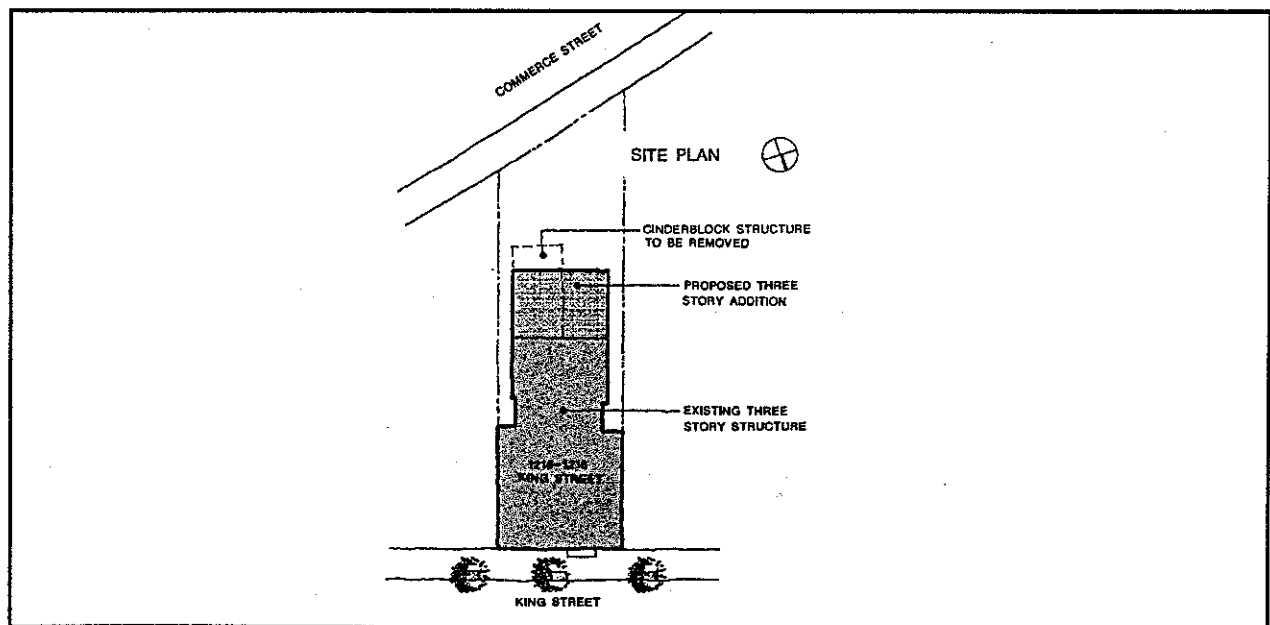 COMMERCE STREET
SITE PLAN
CINDERBLOCK STRUCTURE
TO BE REMOVED
PROPOSED THREE
STORY ADDITION
EXISTING THREE
STORY STRUCTURE
KING STREET
KING STREET